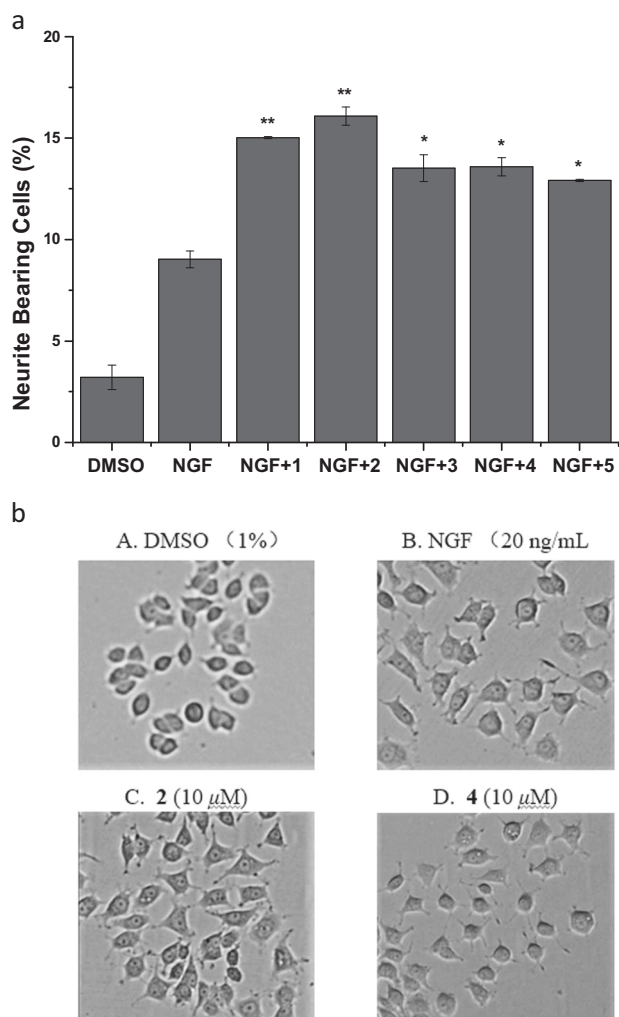 a
20
15
10
5
0
Neurite Bearing Cells (%)
**
**
*
*
*
DMSO NGF NGF+1 NGF+2 NGF+3 NGF+4 NGF+5
b
A. DMSO （1%）
B. NGF （20 ng/mL
C. 2 (10 μM)
D. 4 (10 μM)